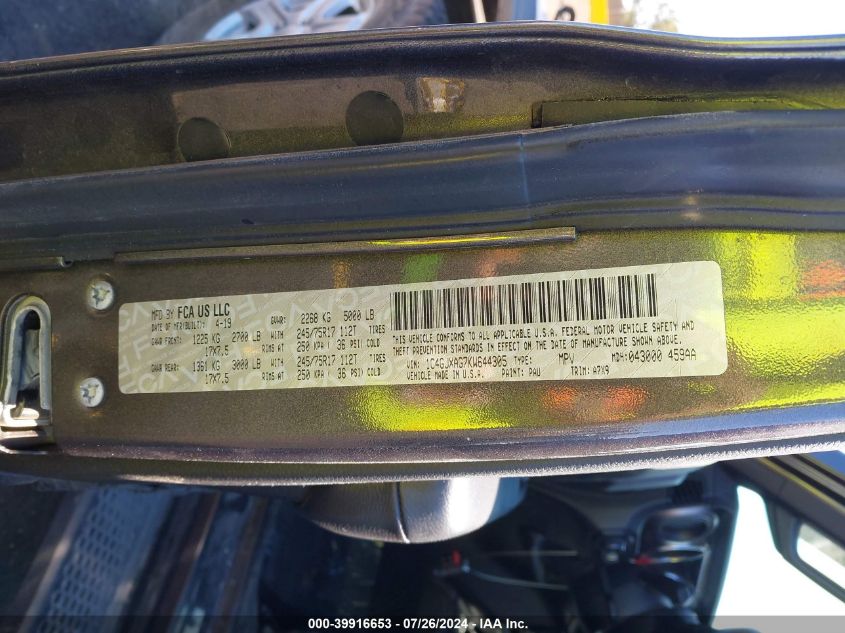 MFD BY FCA US LLC
DATE OF MFR(BUILT): 4-19 GVWR: 2268 KG 5000 LB
GAWR FRONT: 1225 KG 2700 LB WITH 245/75R17 112T TIRES
17X7.5 RIMS AT 250 KPA / 36 PSI COLD
GAWR REAR: 1361 KG 3000 LB WITH 245/75R17 112T TIRES
17X7.5 RIMS AT 250 KPA / 36 PSI COLD
THIS VEHICLE CONFORMS TO ALL APPLICABLE U.S.A. FEDERAL MOTOR VEHICLE SAFETY AND
THEFT PREVENTION STANDARDS IN EFFECT ON THE DATE OF MANUFACTURE SHOWN ABOVE.
VIN: 1C4GJXAG7KW644305 TYPE: MPV MDH:043000 459AA
VEHICLE MADE IN U.S.A. PAINT: PAU TRIM: A7X9
000-39916653 / 07/26/2024 / IAA Inc.